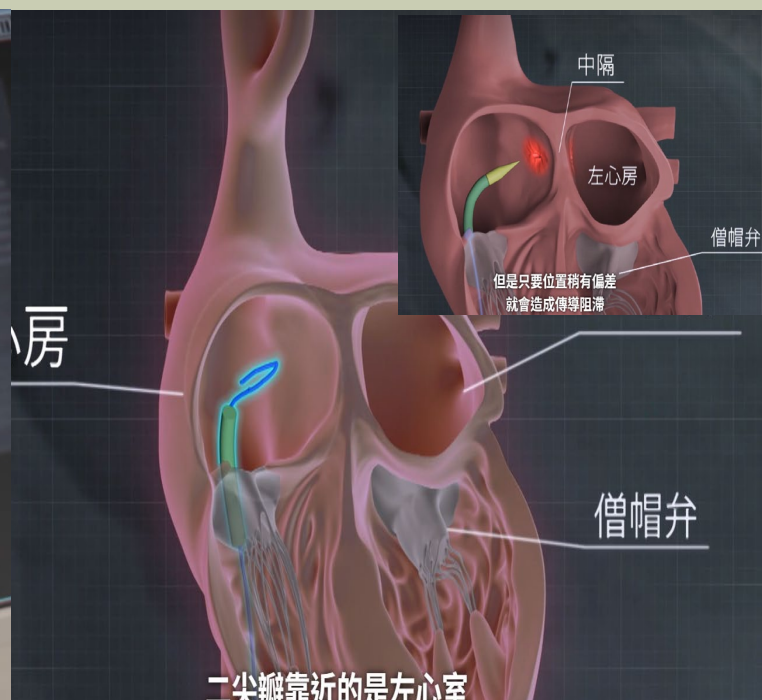 中隔
左心房
僧帽弁
但是只要位置稍有偏差
就會造成傳導阻滯
房
僧帽弁
二尖瓣靠近的是左心室